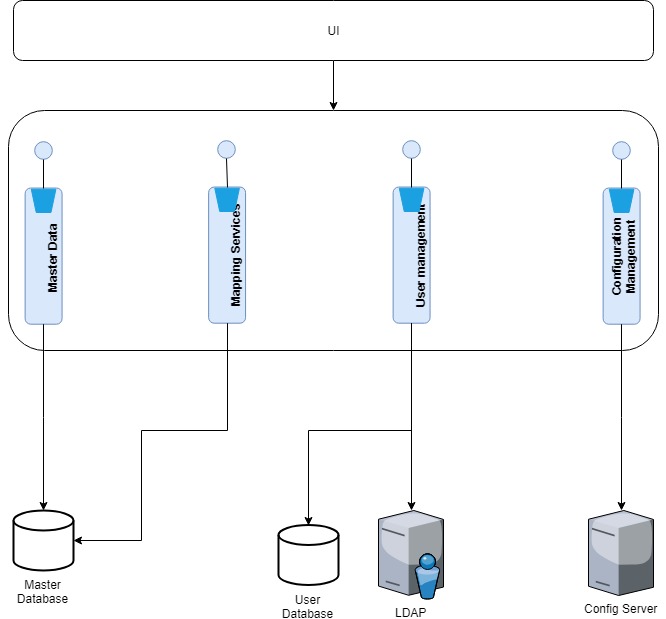 UI
Master Data
Mapping Services
User management
Configuration
Management
Master
Database
User
Database
LDAP
Config Server